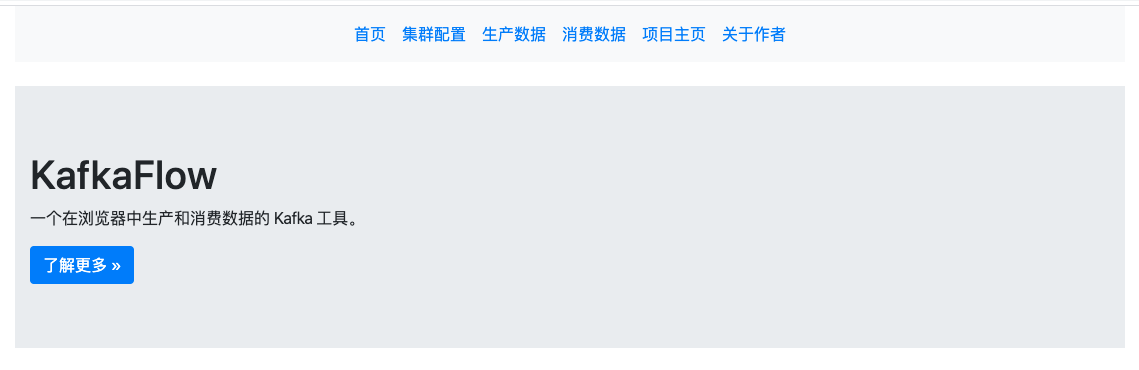 首页 集群配置 生产数据 消费数据 项目主页 关于作者
KafkaFlow
一个在浏览器中生产和消费数据的 Kafka 工具。
了解更多 »